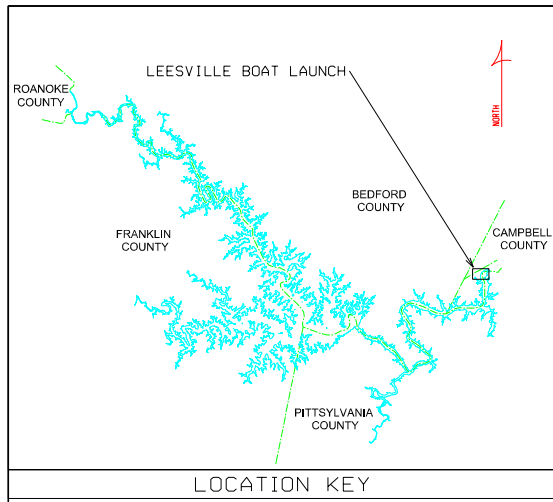 LEESVILLE BOAT LAUNCH
ROANOKE
COUNTY
NORTH
BEDFORD
COUNTY
FRANKLIN
COUNTY
CAMPBELL
COUNTY
PITTSYLVANIA
COUNTY
LOCATION KEY